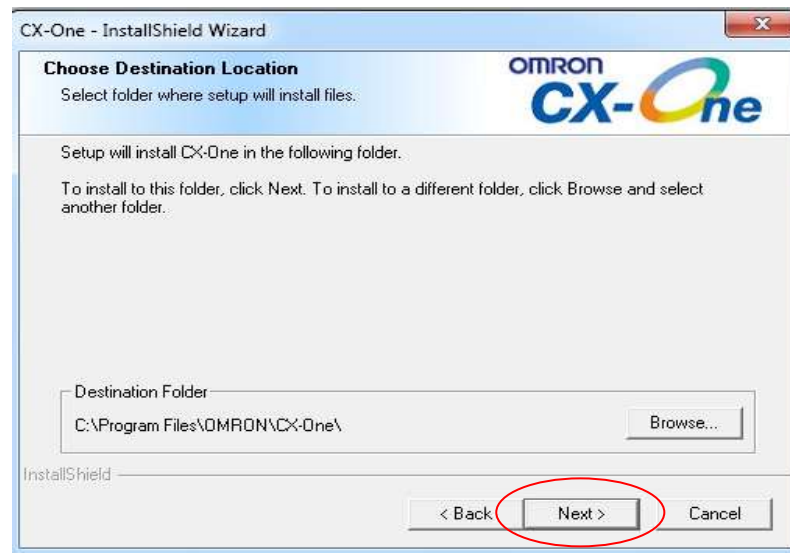 CX-One - InstallShield Wizard
Choose Destination Location
Select folder where setup will install files.
OMRON
CX-One
Setup will install CX-One in the following folder.
To install to this folder, click Next. To install to a different folder, click Browse and select
another folder.
Destination Folder
C:\Program Files\OMRON\CX-One\
Browse...
InstallShield
< Back
Next >
Cancel